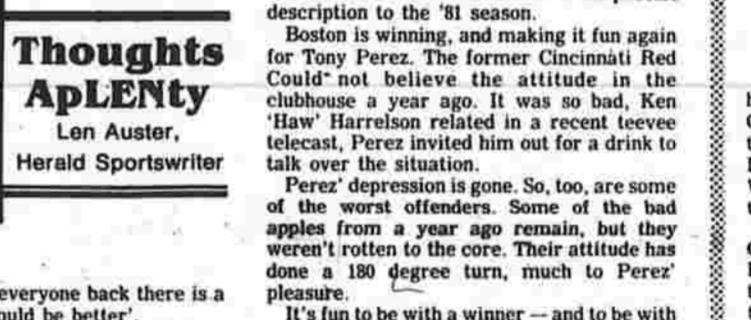 Thoughts
ApLENty
Len Auster,
Herald Sportswriter
everyone back there is a
ould be better'.
description to the '81 season.
Boston is winning, and making it fun again
for Tony Perez. The former Cincinnati Red
Could not believe the attitude in the
clubhouse a year ago. It was so bad, Ken
'Haw' Harrelson related in a recent teevee
telecast, Perez invited him out for a drink to
talk over the situation.
Perez' depression is gone. So, too, are some
of the worst offenders. Some of the bad
apples from a year ago remain, but they
weren't rotten to the core. Their attitude has
done a 180 degree turn, much to Perez'
pleasure.
It's fun to be with a winner — and to be with